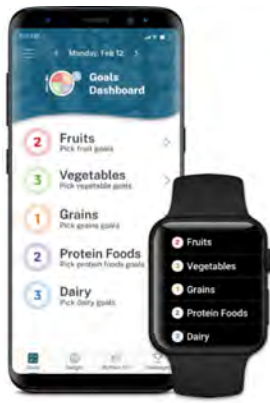 Monday, Feb 12
Goals
Dashboard
2 Fruits
Pick fruit goals
3 Vegetables
Pick vegetable goals
1 Grains
Pick grains goals
2 Protein Foods
Pick protein foods goals
3 Dairy
Pick dairy goals
2 Fruits
3 Vegetables
1 Grains
2 Protein Foods
3 Dairy